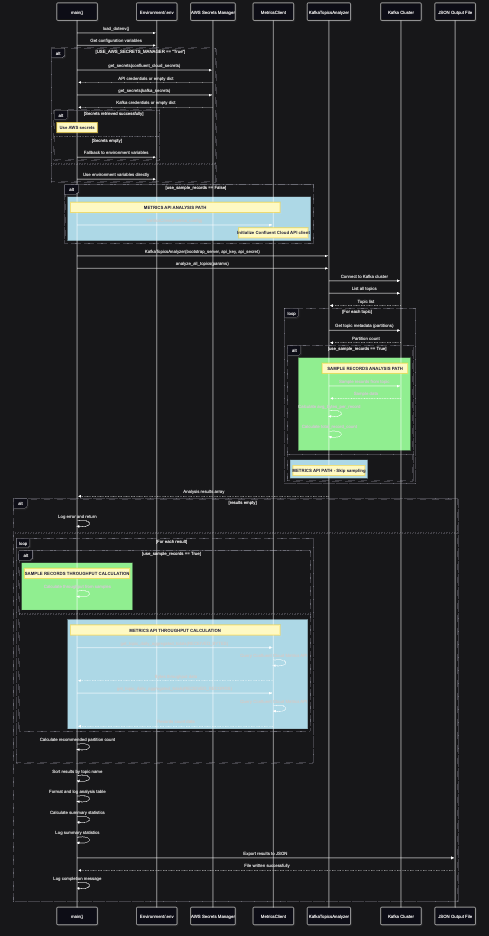 main()
Environment/.env
AWS Secrets Manager
MetricsClient
KafkaTopicsAnalyzer
Kafka Cluster
JSON Output File
load_dotenv()
Get configuration variables
alt
[USE_AWS_SECRETS_MANAGER == "True"]
get_secrets(confluent_cloud_secrets)
API credentials or empty dict
get_secrets(kafka_secrets)
Kafka credentials or empty dict
alt
[Secrets retrieved successfully]
Use AWS secrets
[Secrets empty]
Fallback to environment variables
Use environment variables directly
alt
[use_sample_records == False]
METRICS API ANALYSIS PATH
Initialize Confluent Cloud API client
KafkaTopicsAnalyzer(bootstrap_server, api_key, api_secret)
analyze_all_topics(params)
Connect to Kafka cluster
List all topics
Topic list
loop
[For each topic]
Get topic metadata (partitions)
Partition count
alt
[use_sample_records == True]
SAMPLE RECORDS ANALYSIS PATH
METRICS API PATH - Skip sampling
Analysis results array
alt
[results empty]
Log error and return
loop
[For each result]
alt
[use_sample_records == True]
SAMPLE RECORDS THROUGHPUT CALCULATION
METRICS API THROUGHPUT CALCULATION
Calculate recommended partition count
Sort results by topic name
Format and log analysis table
Calculate summary statistics
Log summary statistics
Export results to JSON
File written successfully
Log completion message
main()
Environment/.env
AWS Secrets Manager
MetricsClient
KafkaTopicsAnalyzer
Kafka Cluster
JSON Output File